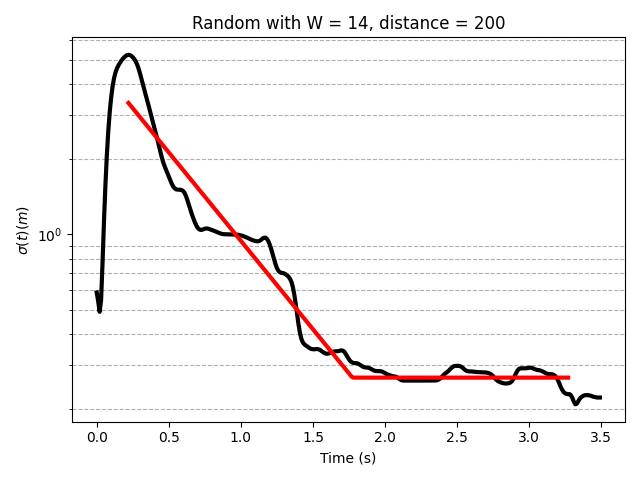 Random with W = 14, distance = 200
σ(t)(m)
10⁰
0.0 0.5 1.0 1.5 2.0 2.5 3.0 3.5
Time (s)